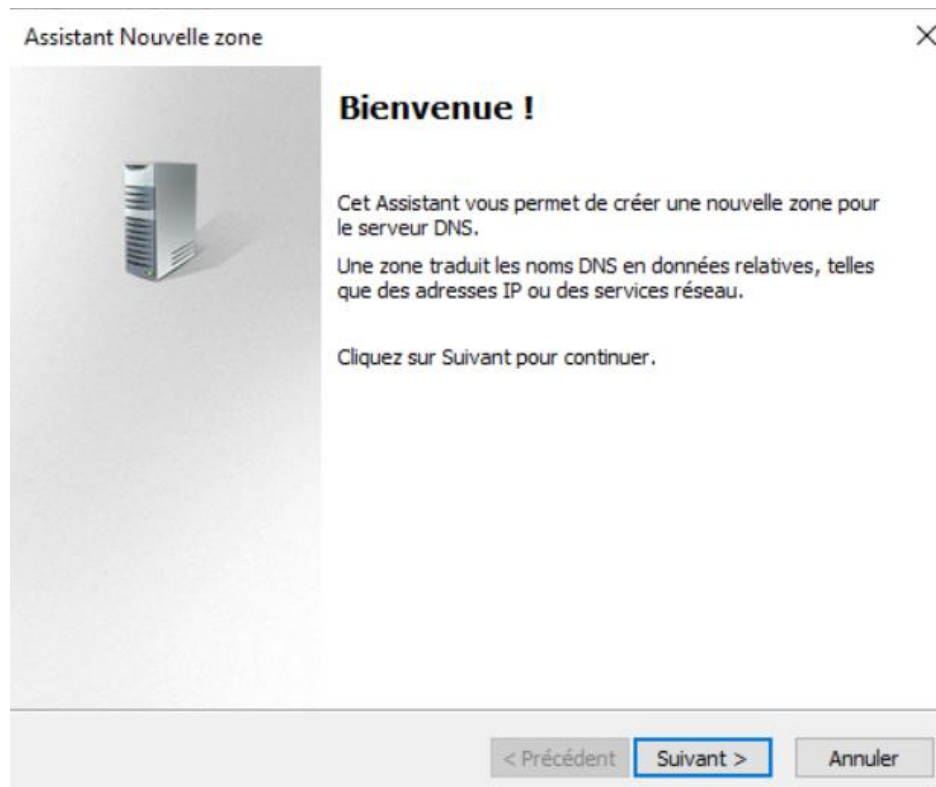 Assistant Nouvelle zone
Bienvenue !
Cet Assistant vous permet de créer une nouvelle zone pour
le serveur DNS.
Une zone traduit les noms DNS en données relatives, telles
que des adresses IP ou des services réseau.
Cliquez sur Suivant pour continuer.
< Précédent Suivant > Annuler